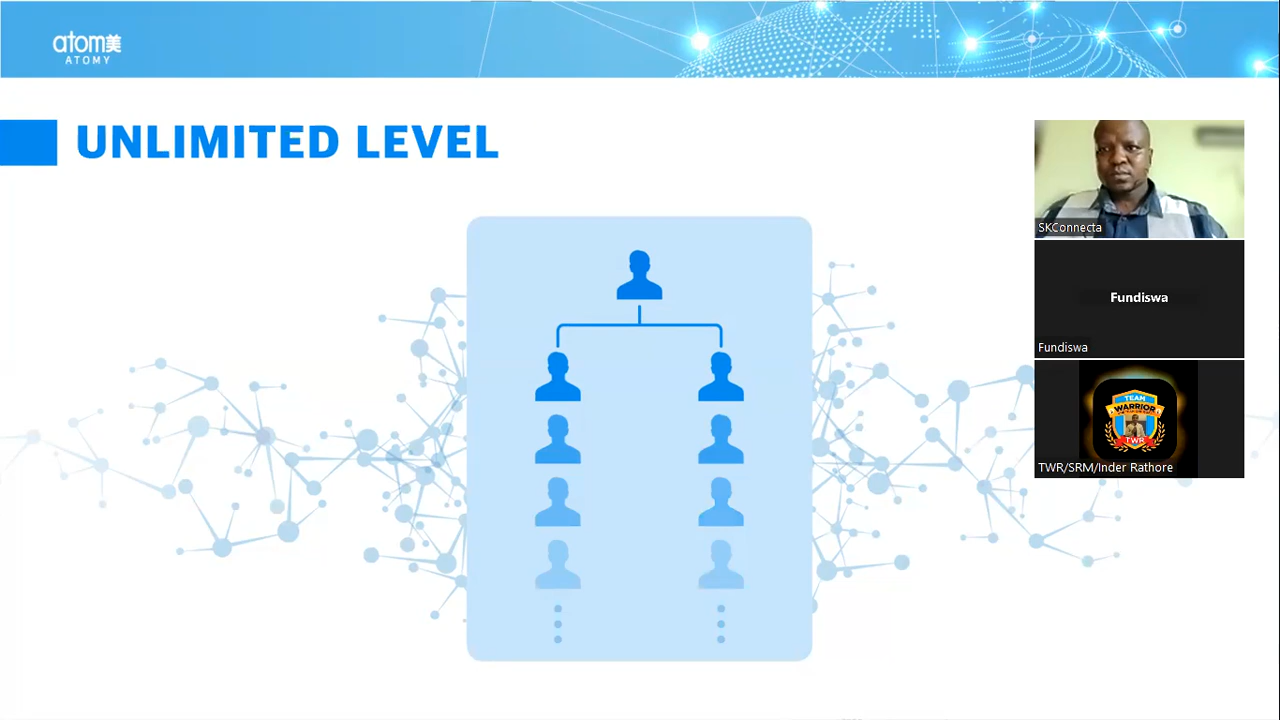 atom美
ATOMY
UNLIMITED LEVEL
SKConnecta
Fundiswa
Fundiswa
TEAM
WARRIOR
TWR
TWR/SRM/Inder Rathore